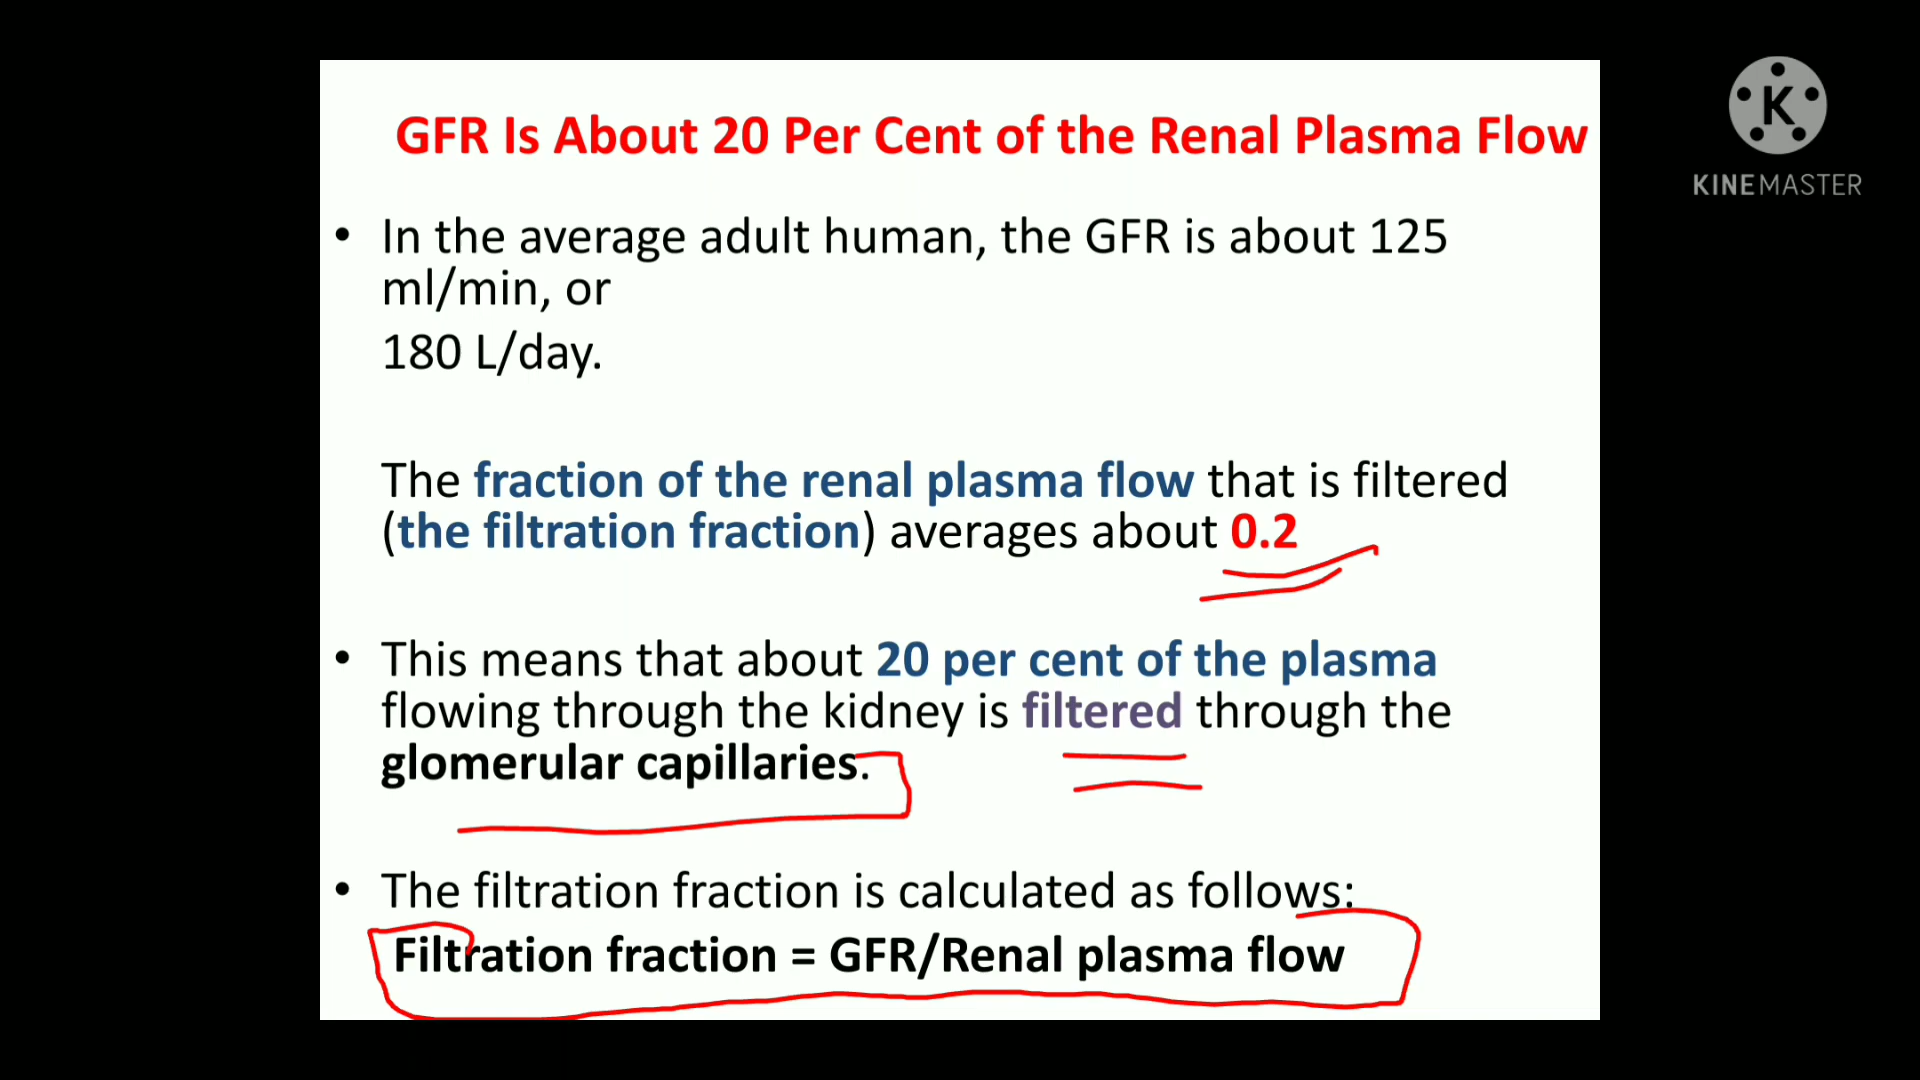 GFR Is About 20 Per Cent of the Renal Plasma Flow
K
KINEMASTER
• In the average adult human, the GFR is about 125
ml/min, or
180 L/day.
The fraction of the renal plasma flow that is filtered
(the filtration fraction) averages about 0.2
• This means that about 20 per cent of the plasma
flowing through the kidney is filtered through the
glomerular capillaries.
• The filtration fraction is calculated as follows:
Filtration fraction = GFR/Renal plasma flow